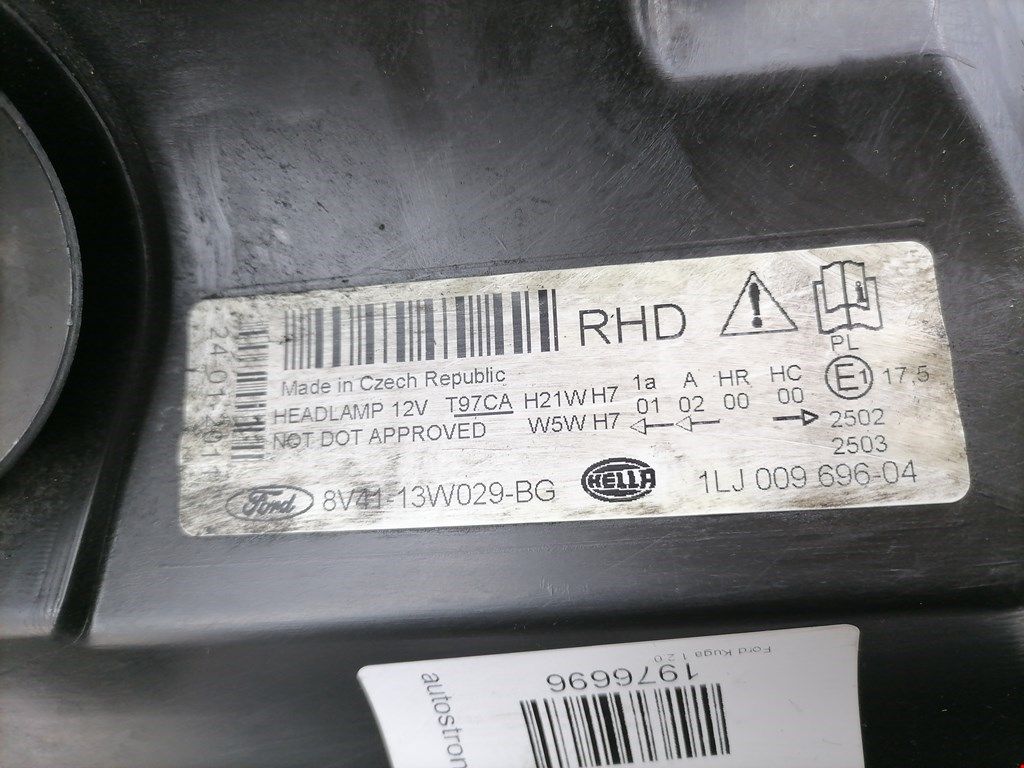 RHD
PL
Made in Czech Republic
HEADLAMP 12V T97CA H21W H7 1a A HR HC E1 17,5
NOT DOT APPROVED W5W H7 01 02 00 00 2502
2503
Ford 8V41-13W029-BG HELLA 1LJ 009 696-04
Ford Kuga 1 2.0
1976696
autostron